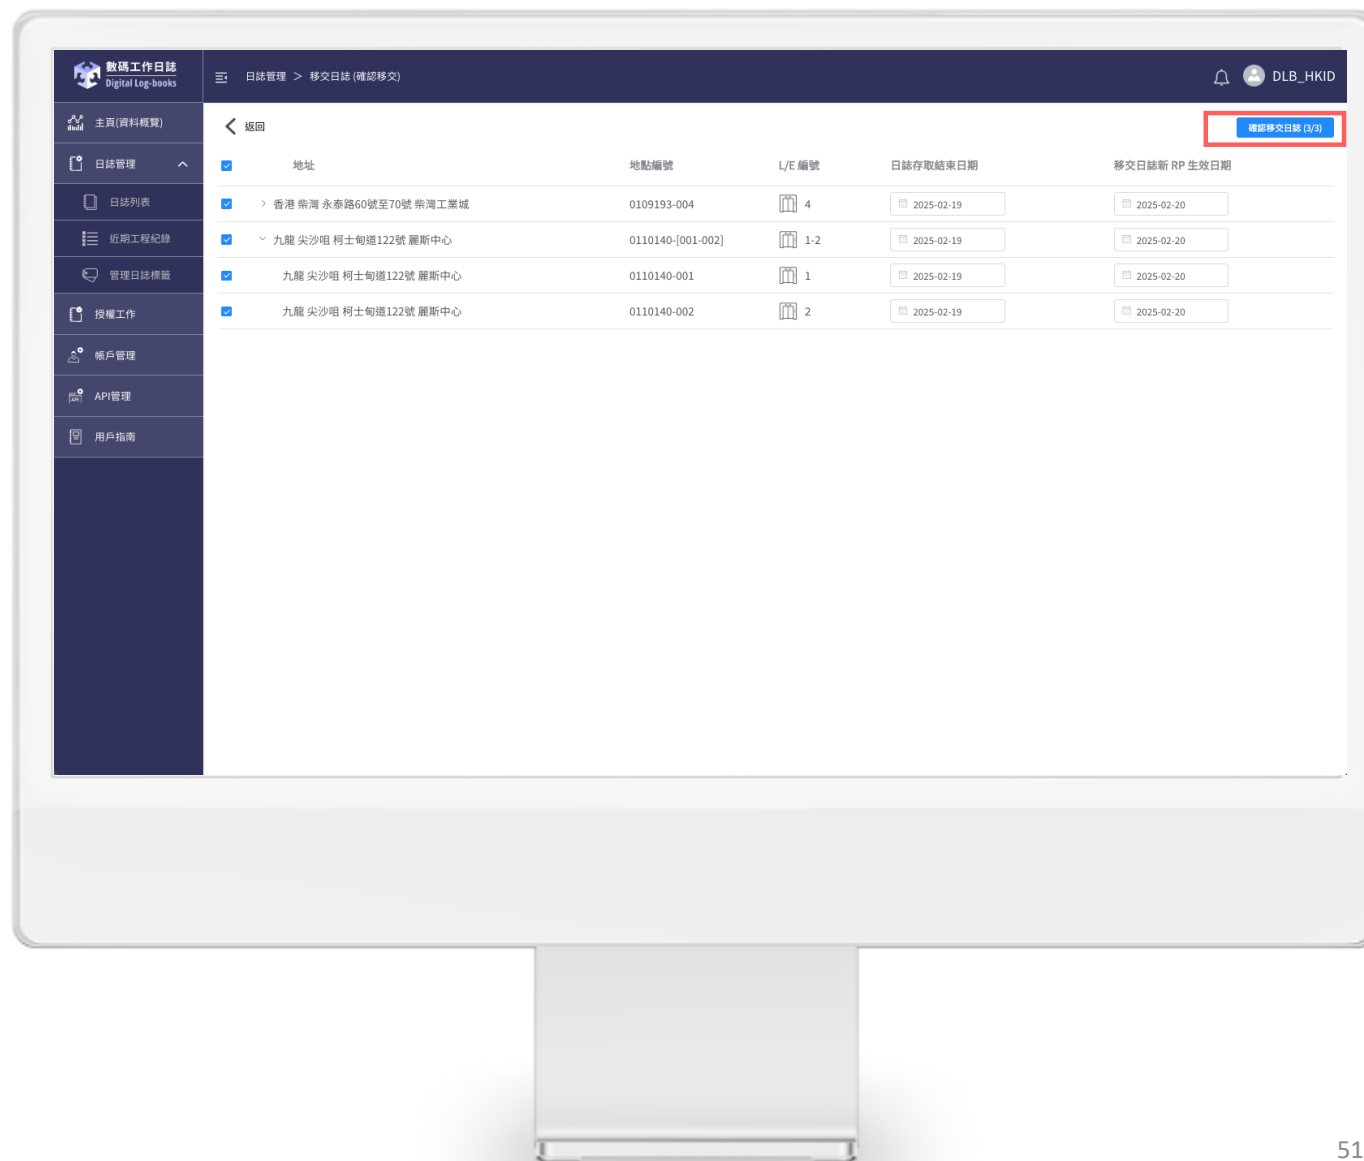 數碼工作日誌
Digital Log-books
日誌管理 > 移交日誌 (確認移交)
DLB_HKID
主頁(資料概覽)
日誌管理
日誌列表
近期工程紀錄
管理日誌標籤
授權工作
帳戶管理
API管理
用戶指南
返回
確認移交日誌 (3/3)
地址 地點編號 L/E 編號 日誌存取結束日期 移交日誌新 RP 生效日期
香港 柴灣 永泰路60號至70號 柴灣工業城 0109193-004 4 2025-02-19 2025-02-20
九龍 尖沙咀 柯士甸道122號 麗斯中心 0110140-[001-002] 1-2 2025-02-19 2025-02-20
九龍 尖沙咀 柯士甸道122號 麗斯中心 0110140-001 1 2025-02-19 2025-02-20
九龍 尖沙咀 柯士甸道122號 麗斯中心 0110140-002 2 2025-02-19 2025-02-20
51